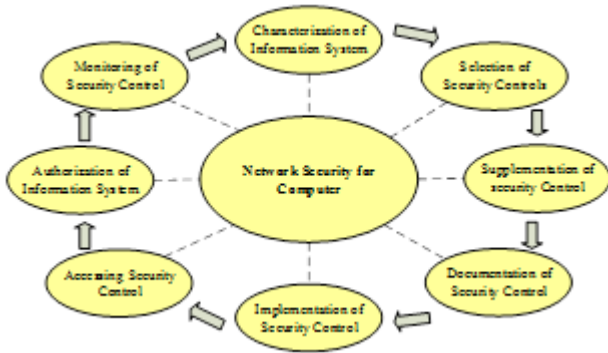 Characterization of
Information System
Selection of
Security Controls
Supplementation of
security Control
Documentation of
Security Control
Implementation of
Security Control
Accessing Security
Control
Authorization of
Information System
Monitoring of
Security Control
Network Security for
Computer